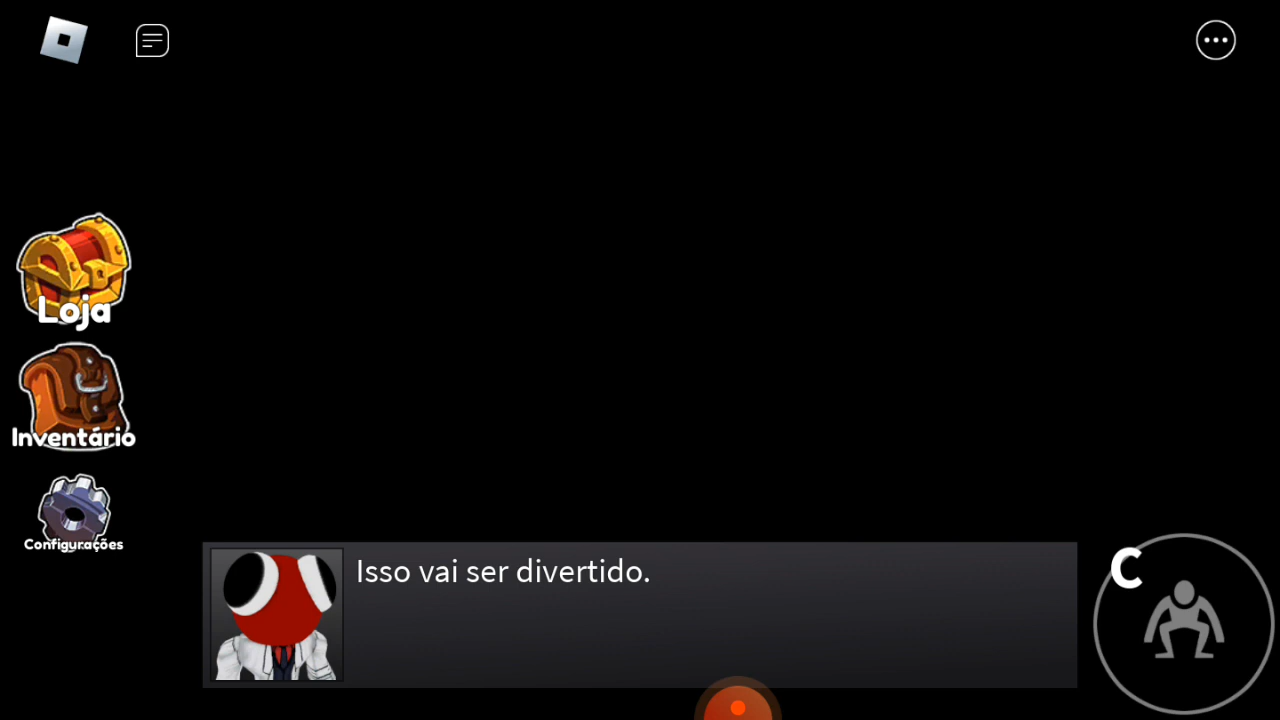 Loja
Inventário
Configurações
Isso vai ser divertido.
C